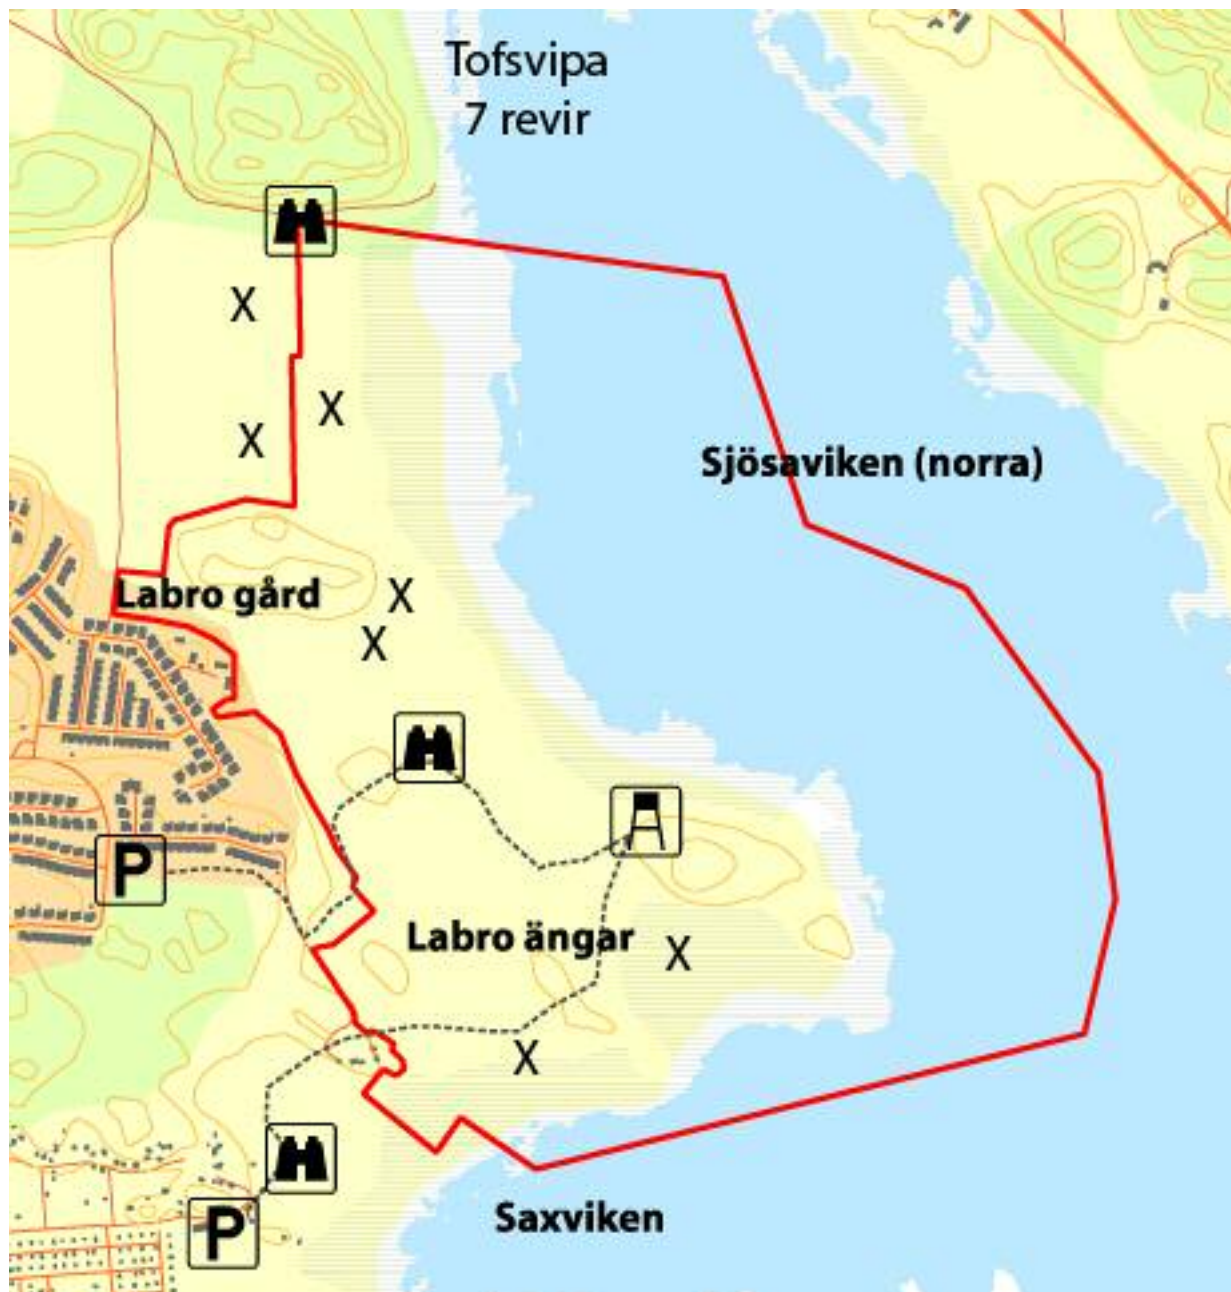 Tofsvipa
7 revir
X
X
X
Sjösaviken (norra)
Labro gård
X
X
P
Labro ängar
X
X
P
Saxviken